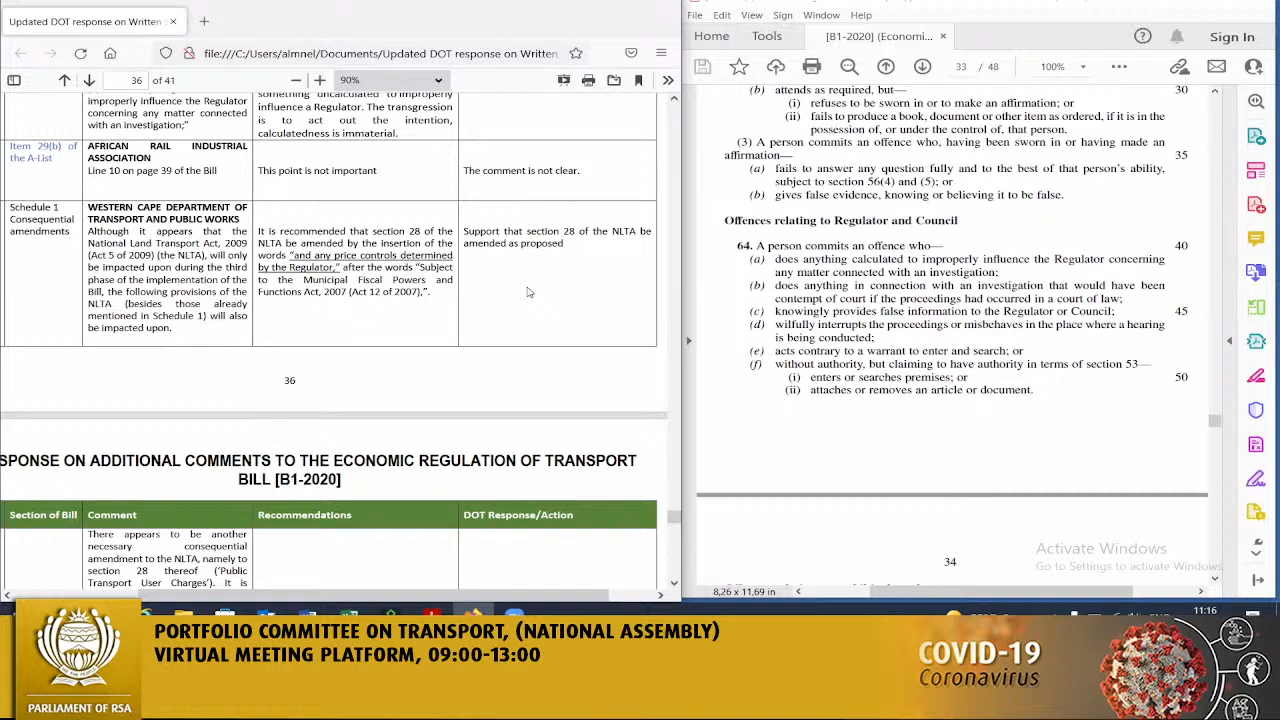 Updated DOT response on Written
file:///C:/Users/almnel/Documents/Updated DOT response on Written
36 of 41
90%
improperly influence the Regulator
concerning any matter connected
with an investigation;"
something uncalculated to improperly
influence a Regulator. The transgression
is to act out the intention,
calculatedness is immaterial.
Item 29(b) of
the A-List
AFRICAN RAIL INDUSTRIAL
ASSOCIATION
Line 10 on page 39 of the Bill
This point is not important
The comment is not clear.
Schedule 1
Consequential
amendments
WESTERN CAPE DEPARTMENT OF
TRANSPORT AND PUBLIC WORKS
Although it appears that the
National Land Transport Act, 2009
(Act 5 of 2009) (the NLTA), will only
be impacted upon during the third
phase of the implementation of the
Bill, the following provisions of the
NLTA (besides those already
mentioned in Schedule 1) will also
be impacted upon.
It is recommended that section 28 of the
NLTA be amended by the insertion of the
words "and any price controls determined
by the Regulator," after the words "Subject
to the Municipal Fiscal Powers and
Functions Act, 2007 (Act 12 of 2007),".
Support that section 28 of the NLTA be
amended as proposed
36
SPONSE ON ADDITIONAL COMMENTS TO THE ECONOMIC REGULATION OF TRANSPORT
BILL [B1-2020]
Section of Bill
Comment
Recommendations
DOT Response/Action
There appears to be another
necessary consequential
amendment to the NLTA, namely to
section 28 thereof ('Public
Transport User Charges'). It is
File Edit View Sign Window Help
Home Tools [B1-2020] (Economi... Sign In
33 / 48 100%
(b) attends as required, but— 30
(i) refuses to be sworn in or to make an affirmation; or
(ii) fails to produce a book, document or other item as ordered, if it is in the
possession of, or under the control of, that person.
(3) A person commits an offence who, having been sworn in or having made an
affirmation— 35
(a) fails to answer any question fully and to the best of that person's ability,
subject to section 56(4) and (5); or
(b) gives false evidence, knowing or believing it to be false.
Offences relating to Regulator and Council
64. A person commits an offence who— 40
(a) does anything calculated to improperly influence the Regulator concerning
any matter connected with an investigation;
(b) does anything in connection with an investigation that would have been
contempt of court if the proceedings had occurred in a court of law;
(c) knowingly provides false information to the Regulator or Council; 45
(d) wilfully interrupts the proceedings or misbehaves in the place where a hearing
is being conducted;
(e) acts contrary to a warrant to enter and search; or
(f) without authority, but claiming to have authority in terms of section 53—
(i) enters or searches premises; or 50
(ii) attaches or removes an article or document.
34
Activate Windows
Go to Settings to activate Windows
8,26 x 11,69 in
11:16
PORTFOLIO COMMITTEE ON TRANSPORT, (NATIONAL ASSEMBLY)
VIRTUAL MEETING PLATFORM, 09:00-13:00
PARLIAMENT OF RSA
COVID-19
Coronavirus